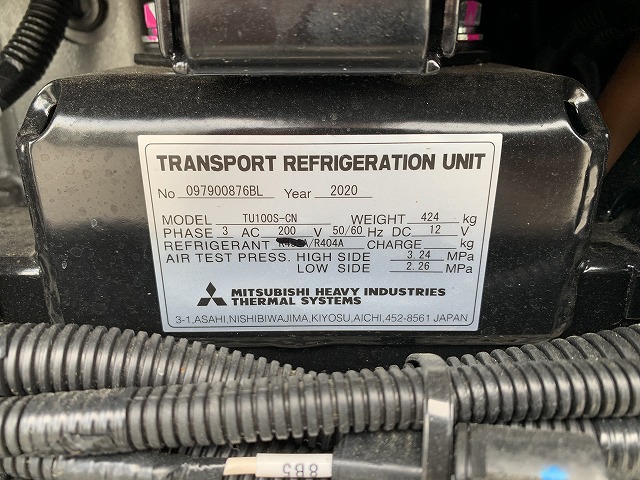 TRANSPORT REFRIGERATION UNIT
No 097900876BL Year 2020
MODEL TU100S-CN WEIGHT 424 kg
PHASE 3 AC 200 V 50/60 Hz DC 12 V
REFRIGERANT /R404A CHARGE kg
AIR TEST PRESS. HIGH SIDE 3.24 MPa
LOW SIDE 2.26 MPa
MITSUBISHI HEAVY INDUSTRIES
THERMAL SYSTEMS
3-1,ASAHI,NISHIBIWAJIMA,KIYOSU,AICHI,452-8561 JAPAN
8B5